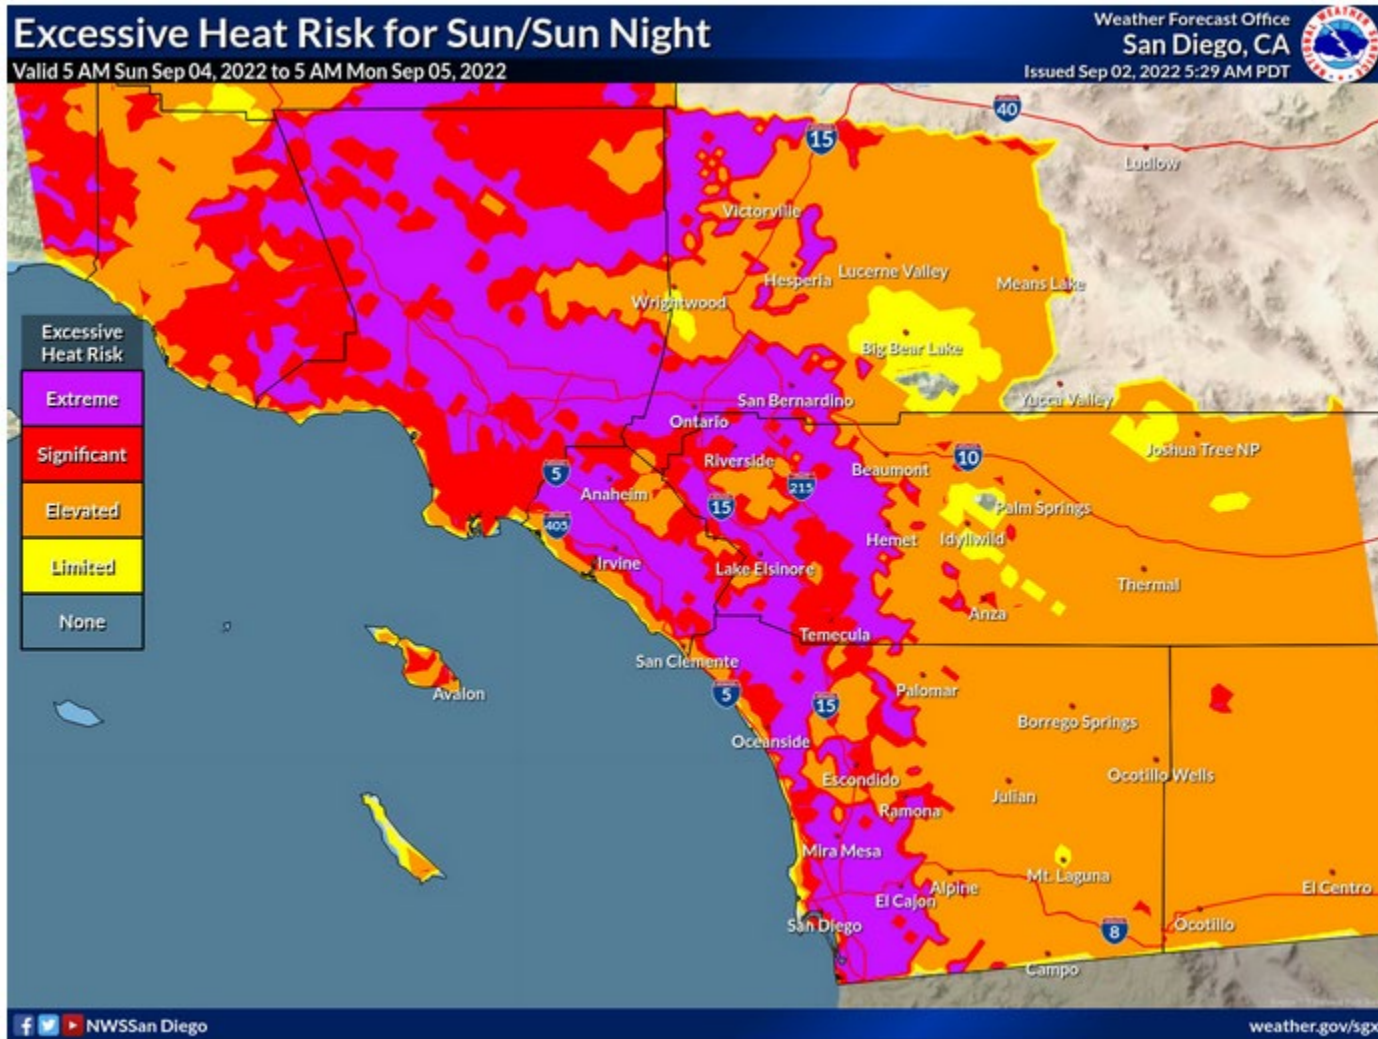 Excessive Heat Risk for Sun/Sun Night
Valid 5 AM Sun Sep 04, 2022 to 5 AM Mon Sep 05, 2022
Weather Forecast Office
San Diego, CA
Issued Sep 02, 2022 5:29 AM PDT
NATIONAL WEATHER SERVICE
40
15
Ludlow
Victorville
Hesperia
Lucerne Valley
Means Lake
Wrightwood
Excessive
Heat Risk
Extreme
Significant
Elevated
Limited
None
Big Bear Lake
San Bernardino
Yucca Valley
Ontario
Riverside
Beaumont
10
Joshua Tree NP
5
Anaheim
215
15
Palm Springs
405
Hemet
Idyllwild
Irvine
Lake Elsinore
Thermal
Anza
Temecula
San Clemente
Avalon
5
15
Palomar
Borrego Springs
Oceanside
Escondido
Ocotillo Wells
Julian
Ramona
Mira Mesa
Mt. Laguna
El Cajon
Alpine
El Centro
San Diego
8
Ocotillo
Campo
NWSSan Diego
weather.gov/sgx